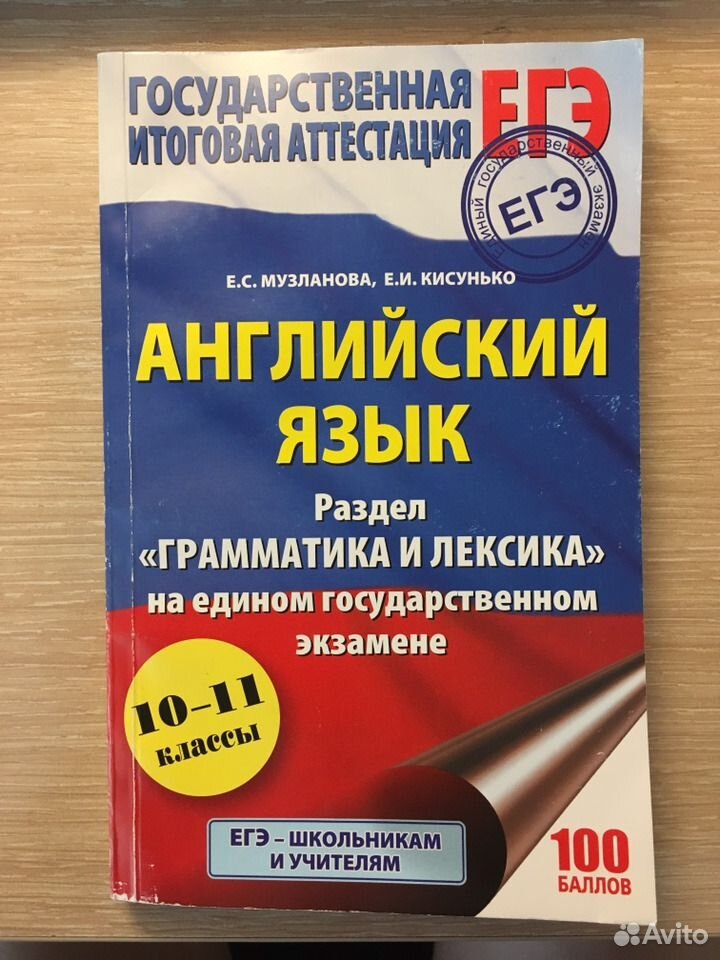 ГОСУДАРСТВЕННАЯ
ИТОГОВАЯ АТТЕСТАЦИЯ
ЕГЭ
ЕДИНЫЙ ГОСУДАРСТВЕННЫЙ ЭКЗАМЕН
ЕГЭ
Е.С. МУЗЛАНОВА, Е.И. КИСУНЬКО
АНГЛИЙСКИЙ
ЯЗЫК
Раздел
«ГРАММАТИКА И ЛЕКСИКА»
на едином государственном
экзамене
10–11
классы
ЕГЭ – ШКОЛЬНИКАМ
И УЧИТЕЛЯМ
100
БАЛЛОВ
Avito